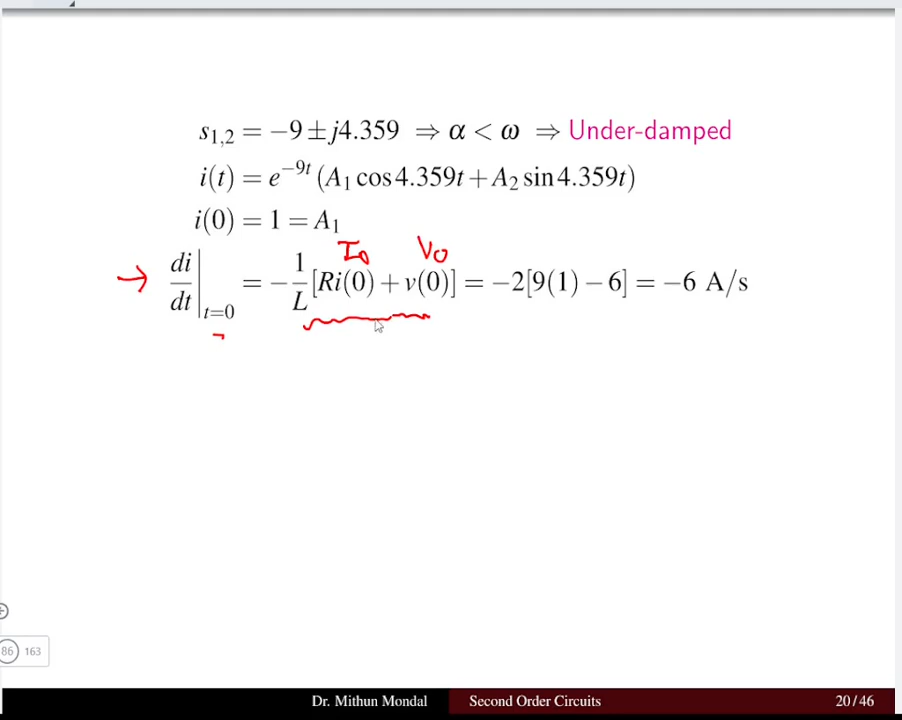 s₁,₂ = −9 ± j4.359 ⇒ α < ω ⇒ Under-damped
i(t) = e^{−9t} (A₁ cos 4.359t + A₂ sin 4.359t)
i(0) = 1 = A₁
I₀ V₀
→ di/dt|_{t=0} = −1/L [Ri(0) + v(0)] = −2[9(1) − 6] = −6 A/s
86 163
Dr. Mithun Mondal Second Order Circuits 20/46